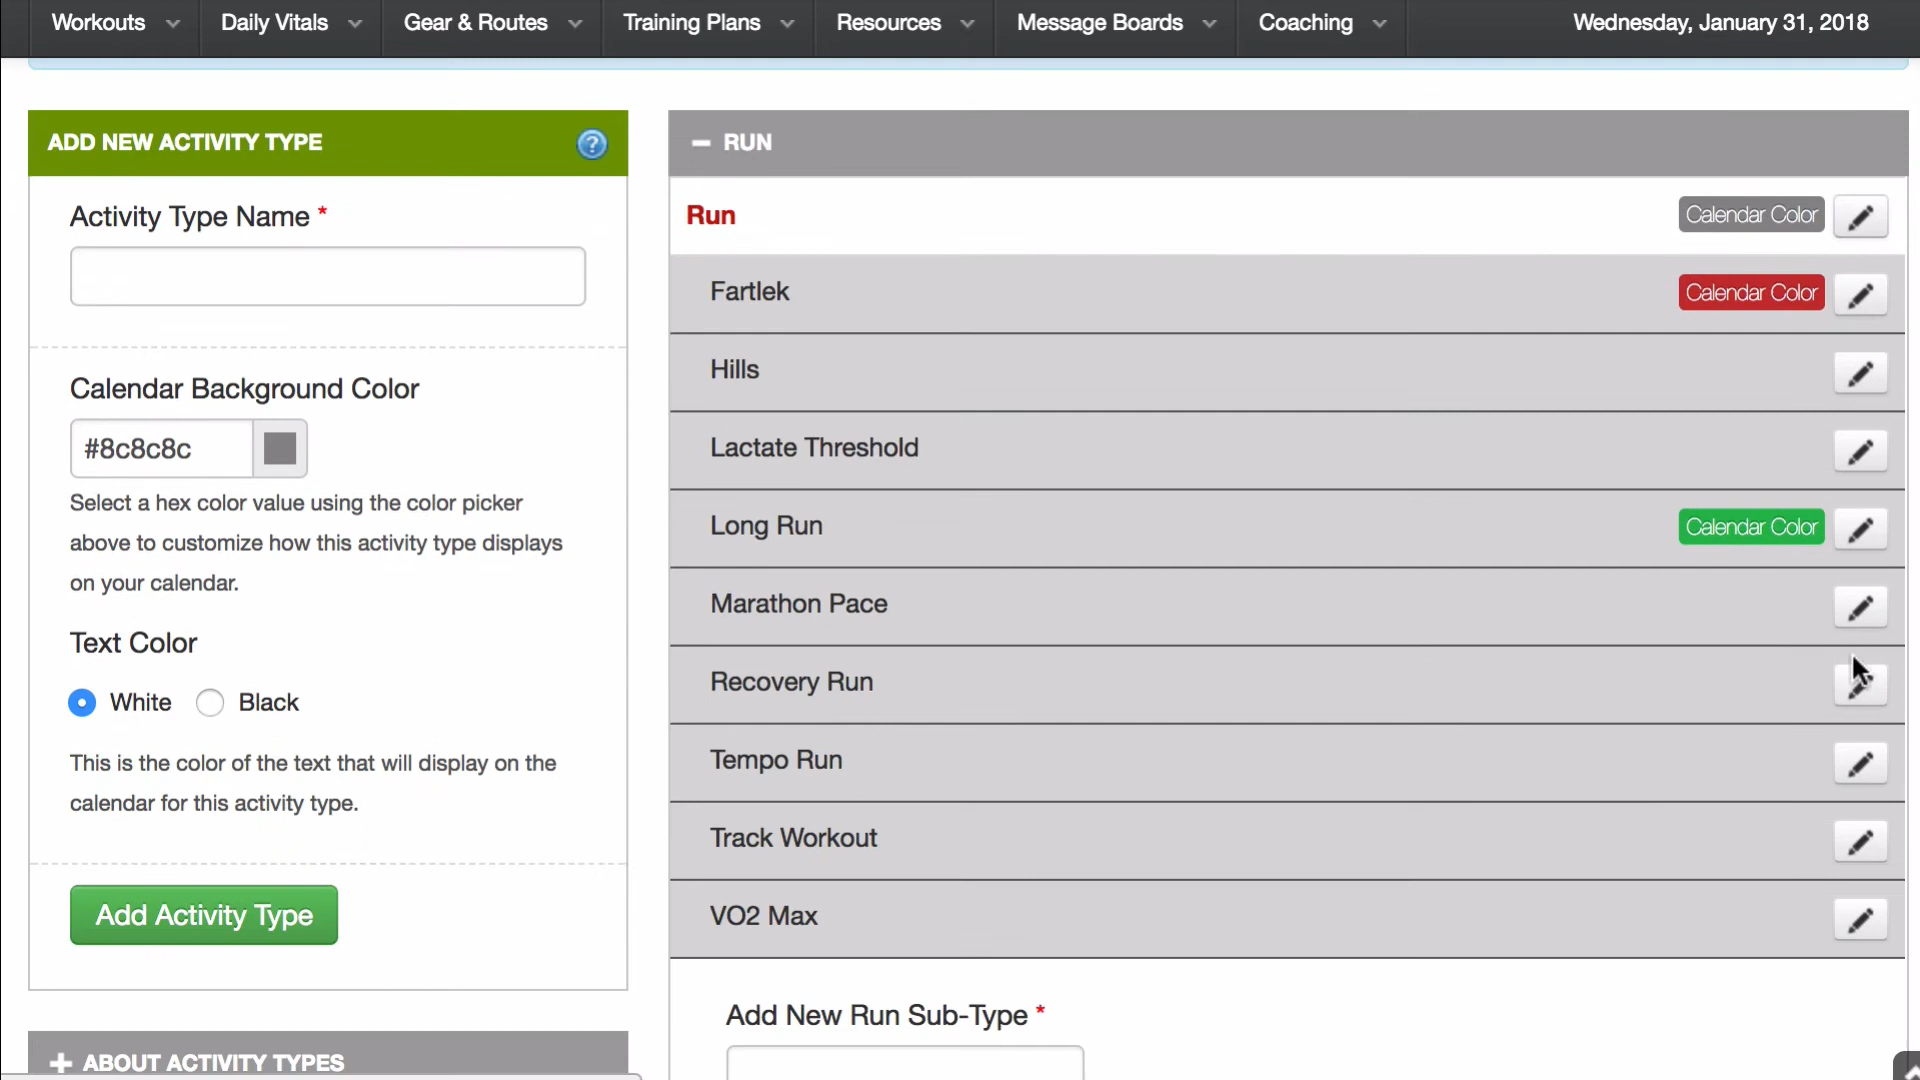 Workouts
Daily Vitals
Gear & Routes
Training Plans
Resources
Message Boards
Coaching
Wednesday, January 31, 2018
ADD NEW ACTIVITY TYPE
?
Activity Type Name *
Calendar Background Color
#8c8c8c
Select a hex color value using the color picker
above to customize how this activity type displays
on your calendar.
Text Color
White
Black
This is the color of the text that will display on the
calendar for this activity type.
Add Activity Type
ABOUT ACTIVITY TYPES
RUN
Run
Calendar Color
Fartlek
Calendar Color
Hills
Lactate Threshold
Long Run
Calendar Color
Marathon Pace
Recovery Run
Tempo Run
Track Workout
VO2 Max
Add New Run Sub-Type *